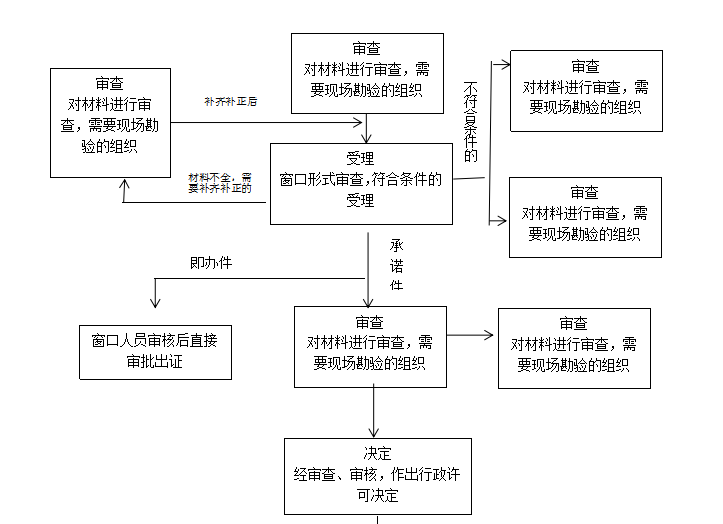 审查
对材料进行审查，需
要现场勘验的组织
审查
对材料进行审
查，需要现场勘
验的组织
补齐补正后
不符合条件的
审查
对材料进行审查，需
要现场勘验的组织
受理
窗口形式审查,符合条件的
受理
材料不全，需
要补齐补正的
审查
对材料进行审查，需
要现场勘验的组织
承
诺
件
即办件
审查
对材料进行审查，需
要现场勘验的组织
审查
对材料进行审查，需
要现场勘验的组织
窗口人员审核后直接
审批出证
决定
经审查、审核，作出行政许
可决定